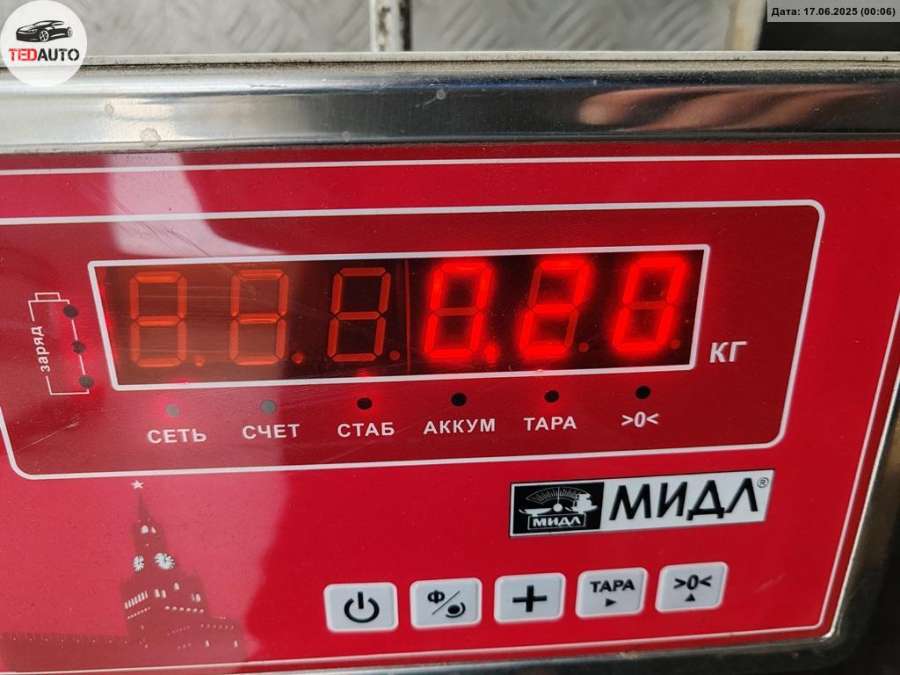 TEDAUTO
Дата: 17.06.2025 (00:06)
0.20
кг
заряд
СЕТЬ СЧЕТ СТАБ АККУМ ТАРА >0<
МИДЛ МИДЛ®
Ф ТАРА >0<